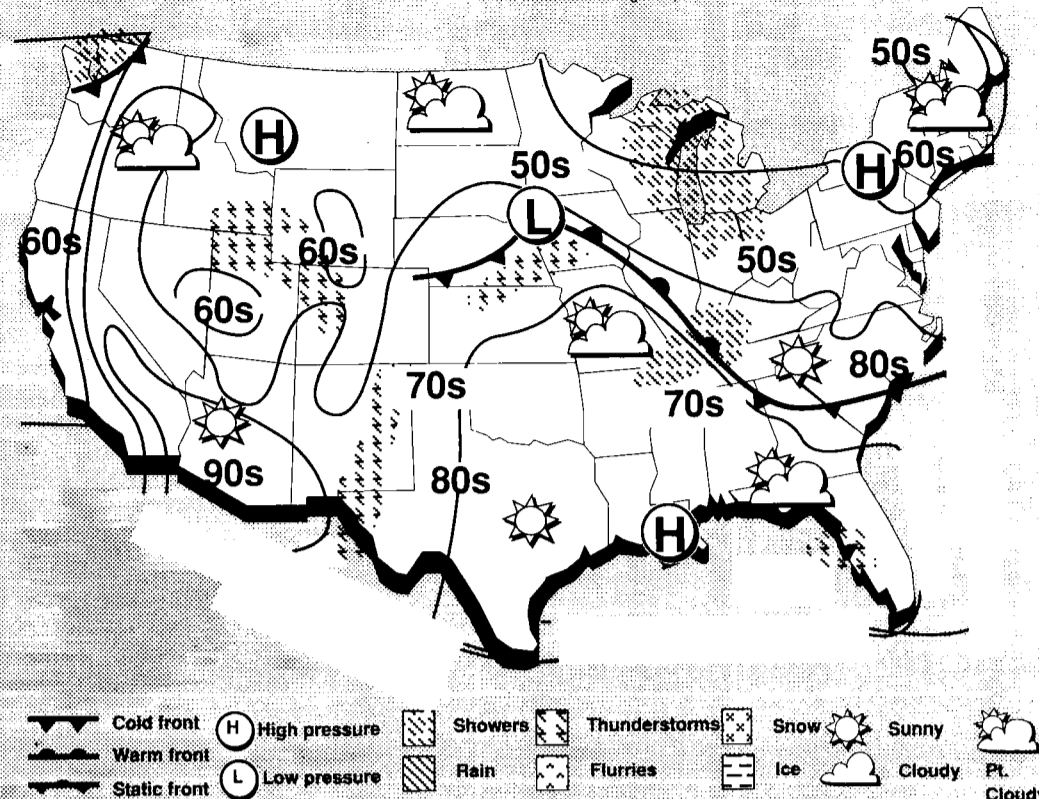 50s
H
50s
H
60s
L
60s
60s
50s
60s
80s
70s
70s
90s
80s
H
Cold front
H
High pressure
Showers
Thunderstorms
Snow
Sunny
Warm front
L
Low pressure
Rain
Flurries
Ice
Cloudy
Pt.
Cloudy
Static front